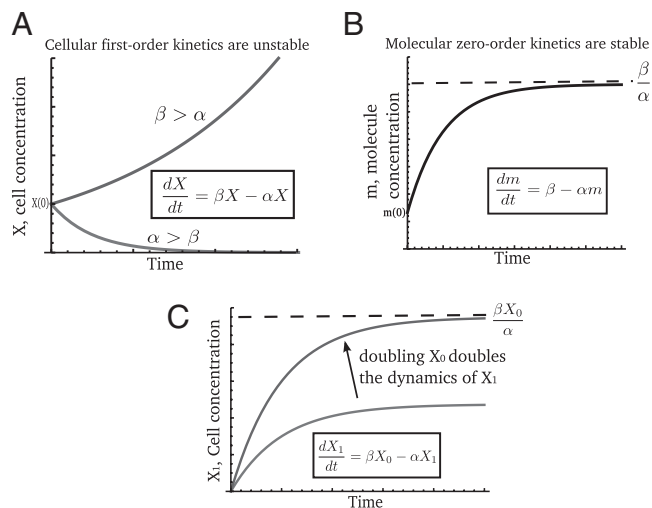 A
Cellular first-order kinetics are unstable
X, cell concentration
β > α
X(0)
dX/dt = βX − αX
α > β
Time
B
Molecular zero-order kinetics are stable
m, molecule
concentration
β/α
m(0)
dm/dt = β − αm
Time
C
X₁, Cell concentration
βX₀/α
doubling X₀ doubles
the dynamics of X₁
dX₁/dt = βX₀ − αX₁
Time